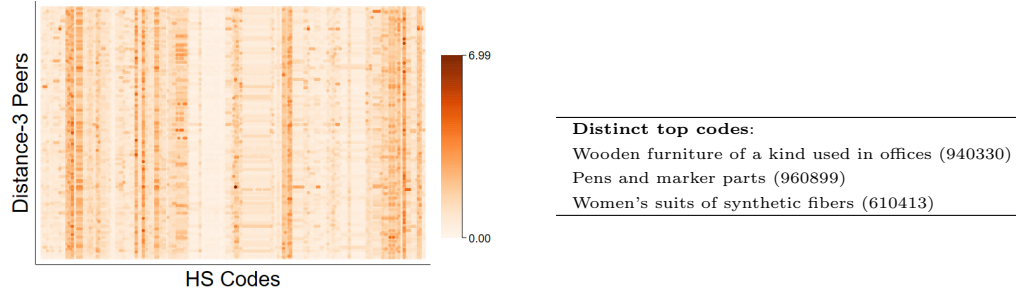 Distance-3 Peers
6.99
0.00
HS Codes
Distinct top codes:
Wooden furniture of a kind used in offices (940330)
Pens and marker parts (960899)
Women's suits of synthetic fibers (610413)